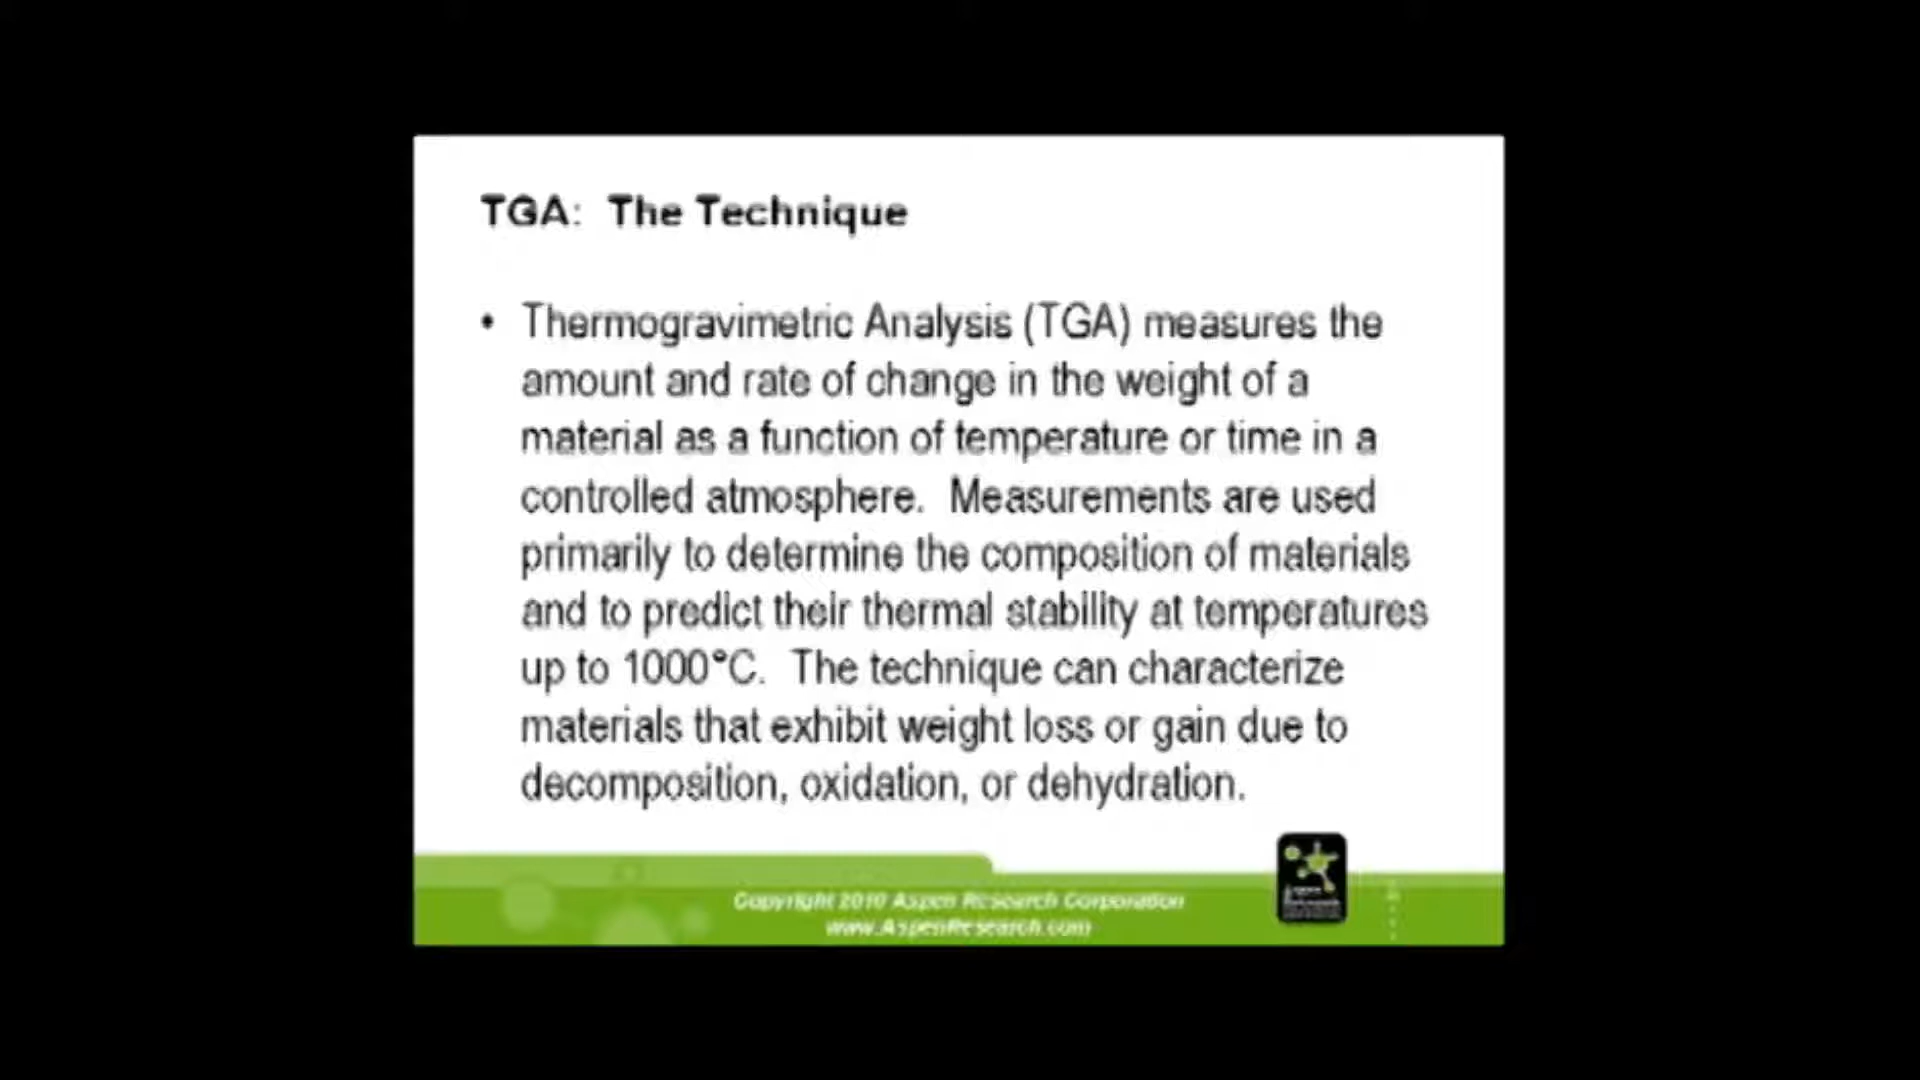 TGA:  The Technique
• Thermogravimetric Analysis (TGA) measures the
amount and rate of change in the weight of a
material as a function of temperature or time in a
controlled atmosphere.  Measurements are used
primarily to determine the composition of materials
and to predict their thermal stability at temperatures
up to 1000°C.  The technique can characterize
materials that exhibit weight loss or gain due to
decomposition, oxidation, or dehydration.
Copyright 2010 Aspen Research Corporation
www.AspenResearch.com